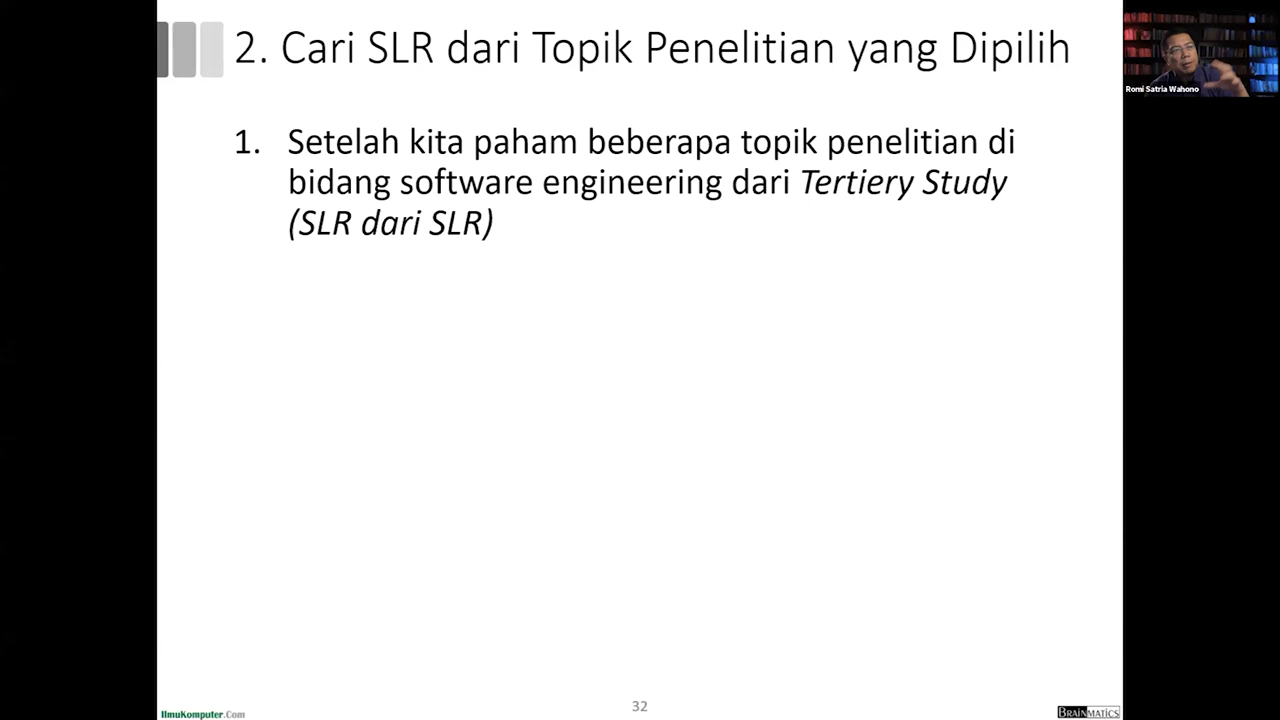 2. Cari SLR dari Topik Penelitian yang Dipilih
Romi Satria Wahono
1. Setelah kita paham beberapa topik penelitian di
bidang software engineering dari Tertiery Study
(SLR dari SLR)
32
IlmuKomputer.Com
BRAINMATICS